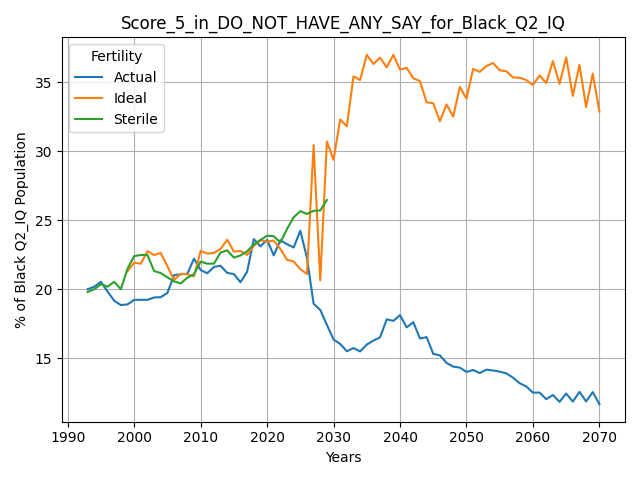 Score_5_in_DO_NOT_HAVE_ANY_SAY_for_Black_Q2_IQ
Fertility
Actual
Ideal
Sterile
% of Black Q2_IQ Population
35
30
25
20
15
1990
2000
2010
2020
2030
2040
2050
2060
2070
Years